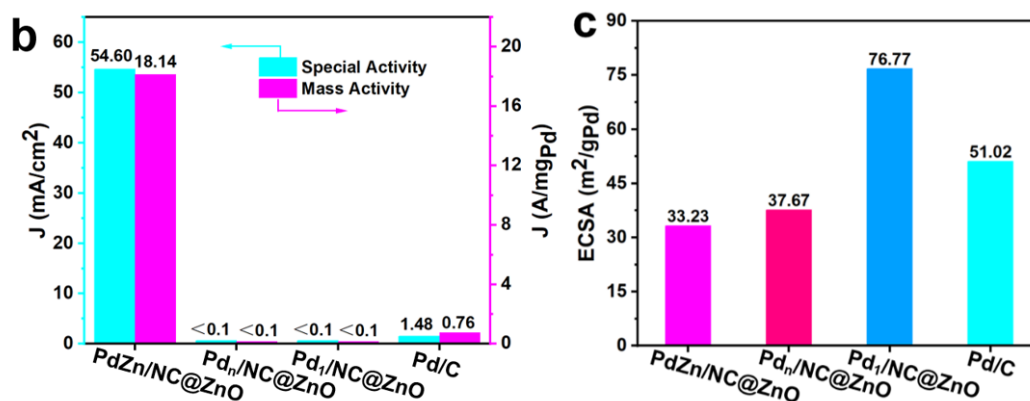 b
J (mA/cm²)
60
50
40
30
20
10
0
54.60
18.14
Special Activity
Mass Activity
<0.1
<0.1
<0.1
<0.1
1.48
0.76
20
16
12
8
4
0
J (A/mgPd)
PdZn/NC@ZnO
Pdn/NC@ZnO
Pd₁/NC@ZnO
Pd/C
c
ECSA (m²/gPd)
90
75
60
45
30
15
0
33.23
37.67
76.77
51.02
PdZn/NC@ZnO
Pdn/NC@ZnO
Pd₁/NC@ZnO
Pd/C